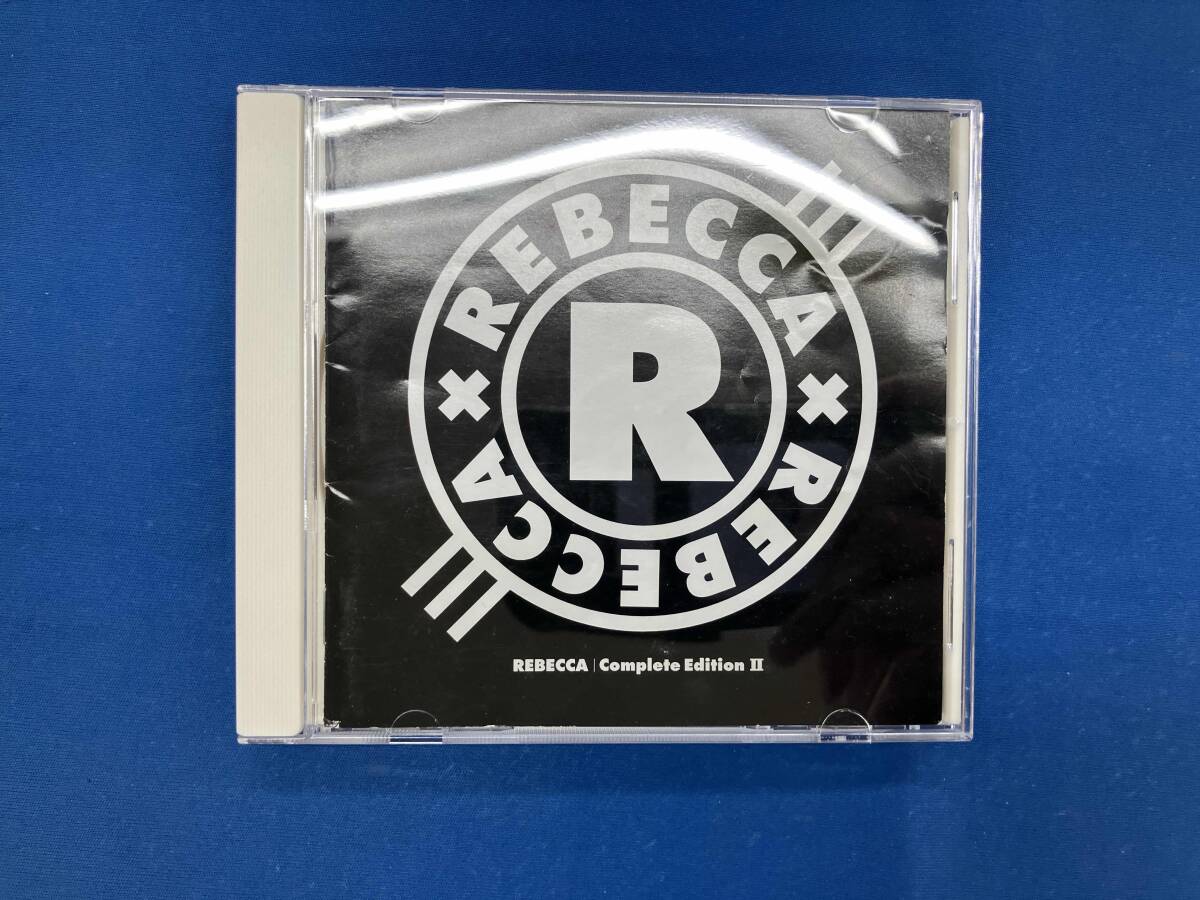 REBECCA × REBECCA ×
R
REBECCA | Complete Edition II